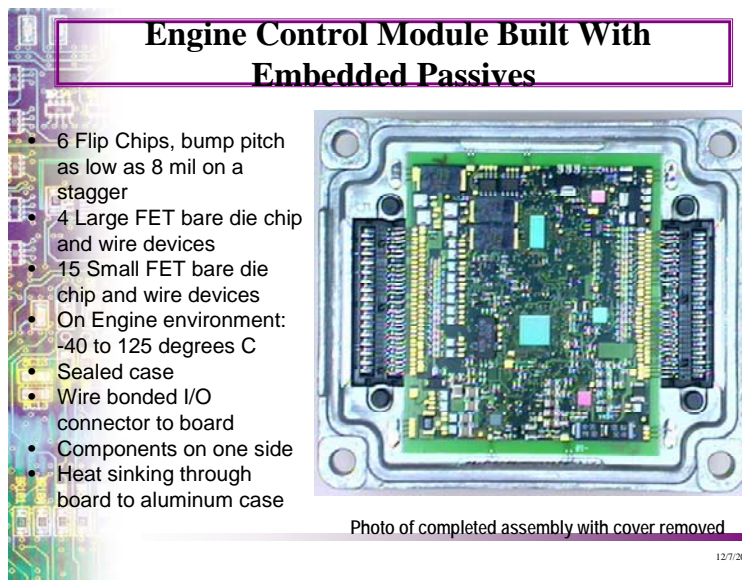 Engine Control Module Built With
Embedded Passives
• 6 Flip Chips, bump pitch
as low as 8 mil on a
stagger
• 4 Large FET bare die chip
and wire devices
• 15 Small FET bare die
chip and wire devices
• On Engine environment:
-40 to 125 degrees C
• Sealed case
• Wire bonded I/O
connector to board
• Components on one side
• Heat sinking through
board to aluminum case
Photo of completed assembly with cover removed